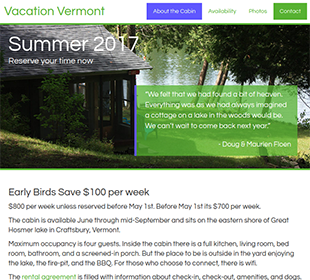 Vacation Vermont
About the Cabin
Availability
Photos
Contact
Summer 2017
Reserve your time now
"We felt that we had found a bit of heaven.
Everything was as we had always imagined
a cottage on a lake in the woods would be.
We can't wait to come back next year."
- Doug & Maurien Floen
Early Birds Save $100 per week
$800 per week unless reserved before May 1st. Before May 1st its $700 per week.
The cabin is available June through mid-September and sits on the eastern shore of Great
Hosmer lake in Craftsbury, Vermont.
Maximum occupancy is four guests. Inside the cabin there is a full kitchen, living room, bed
room, bathroom, and a screened-in porch. But the place to be is outside in the yard enjoying
the lake, the fire-pit, and the BBQ. For those who choose to connect, there is wifi.
The rental agreement is filled with information about check-in, check-out, amenities, and dogs.